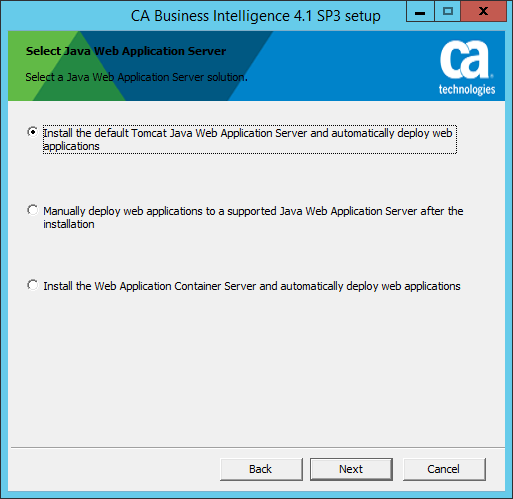 CA Business Intelligence 4.1 SP3 setup
Select Java Web Application Server
Select a Java Web Application Server solution.
ca
technologies
Install the default Tomcat Java Web Application Server and automatically deploy web
applications
Manually deploy web applications to a supported Java Web Application Server after the
installation
Install the Web Application Container Server and automatically deploy web applications
Back
Next
Cancel